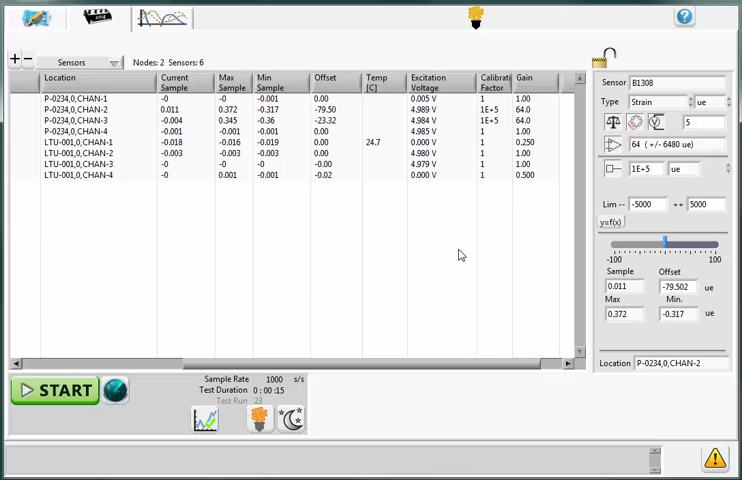 + − Sensors Nodes: 2 Sensors: 6
Location Current Sample Max Sample Min Sample Offset Temp [C] Excitation Voltage Calibrati Factor Gain
P-0234,0,CHAN-1 -0 -0 -0.001 0.00 0.005 V 1 1.00
P-0234,0,CHAN-2 0.011 0.372 -0.317 -79.50 4.989 V 1E+5 64.0
P-0234,0,CHAN-3 -0.004 0.345 -0.36 -23.32 4.984 V 1E+5 64.0
P-0234,0,CHAN-4 -0.001 -0.001 -0.001 0.00 4.985 V 1 1.00
LTU-001,0,CHAN-1 -0.018 -0.016 -0.019 0.00 24.7 0.000 V 1 0.250
LTU-001,0,CHAN-2 -0.003 -0.003 -0.003 0.00 4.980 V 1 1.00
LTU-001,0,CHAN-3 -0 -0 -0 -0.00 4.979 V 1 1.00
LTU-001,0,CHAN-4 -0 0.001 -0.001 -0.02 0.000 V 1 0.500
Sensor B1308
Type Strain ue
5
64 (+/- 6480 ue)
1E+5 ue
Lim -- -5000 ++ 5000
y=f(x)
-100 100
Sample Offset
0.011 -79.502 ue
Max Min.
0.372 -0.317 ue
Location P-0234,0,CHAN-2
START
Sample Rate 1000 s/s
Test Duration 0 : 00 :15
Test Run 23